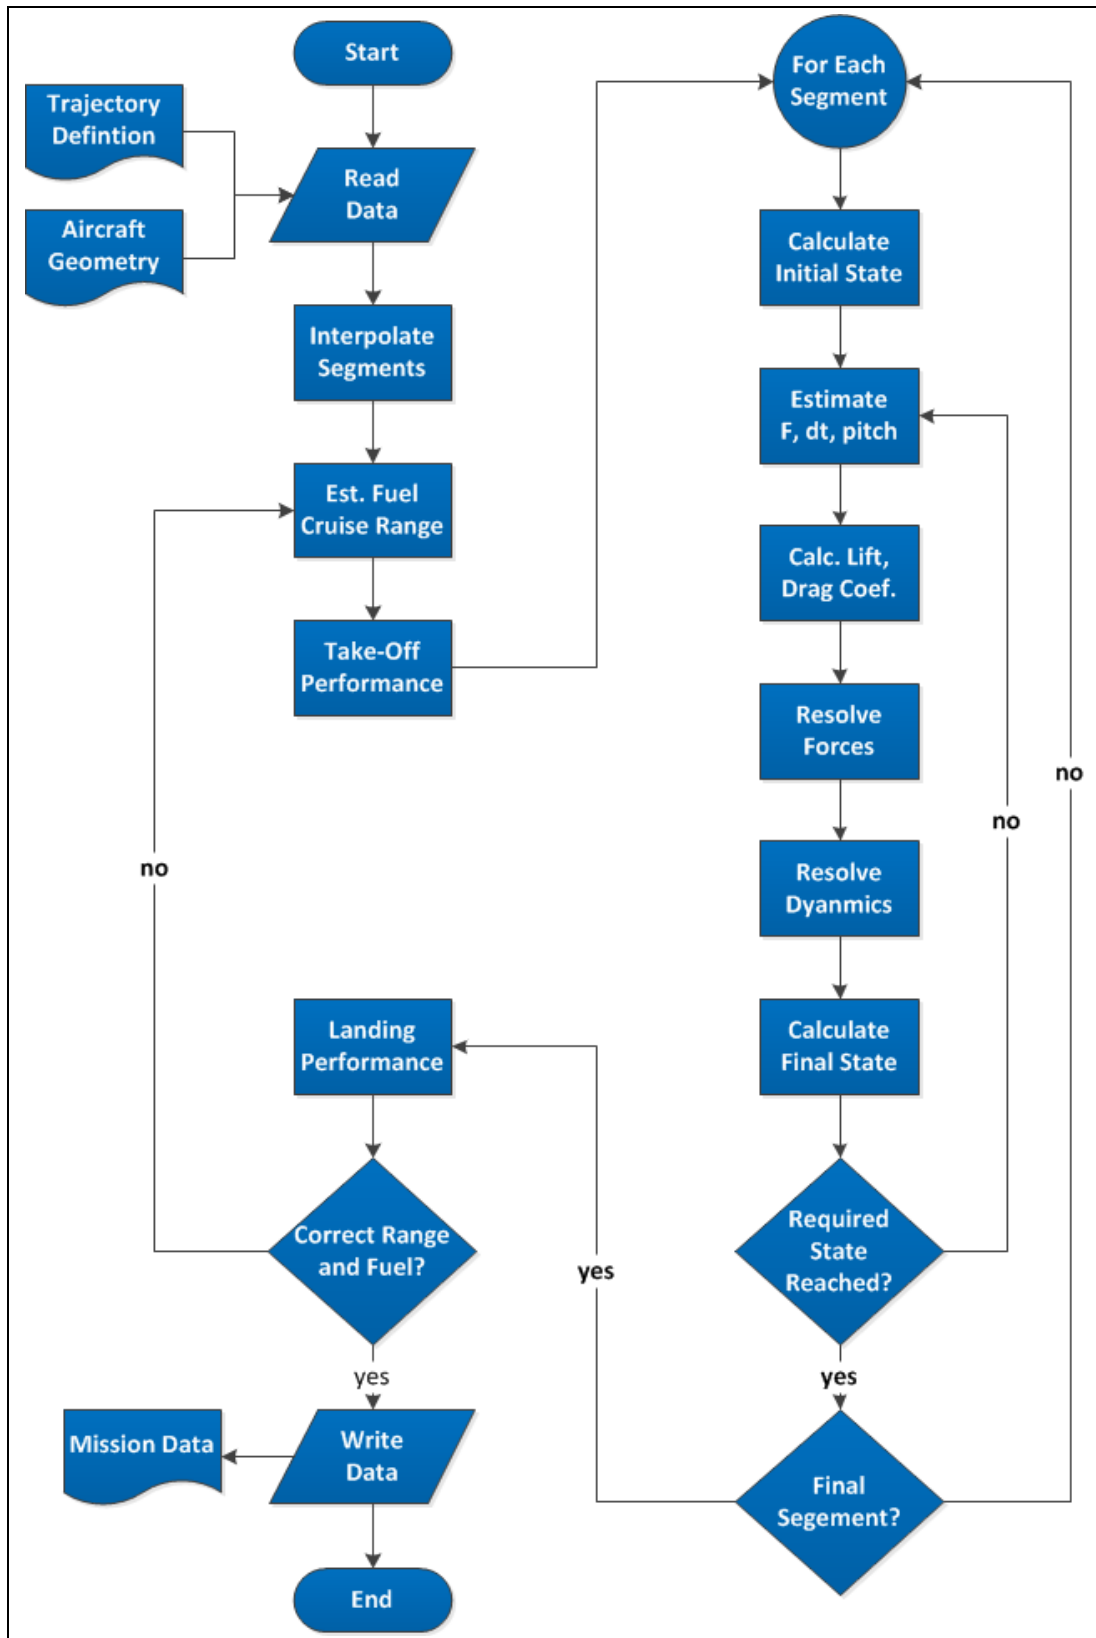 Start
Trajectory
Defintion
Read
Data
Aircraft
Geometry
Interpolate
Segments
Est. Fuel
Cruise Range
Take-Off
Performance
For Each
Segment
Calculate
Initial State
Estimate
F, dt, pitch
Calc. Lift,
Drag Coef.
Resolve
Forces
Resolve
Dyanmics
Calculate
Final State
Required
State
Reached?
no
yes
Final
Segement?
no
yes
Landing
Performance
Correct Range
and Fuel?
no
yes
Write
Data
Mission Data
End